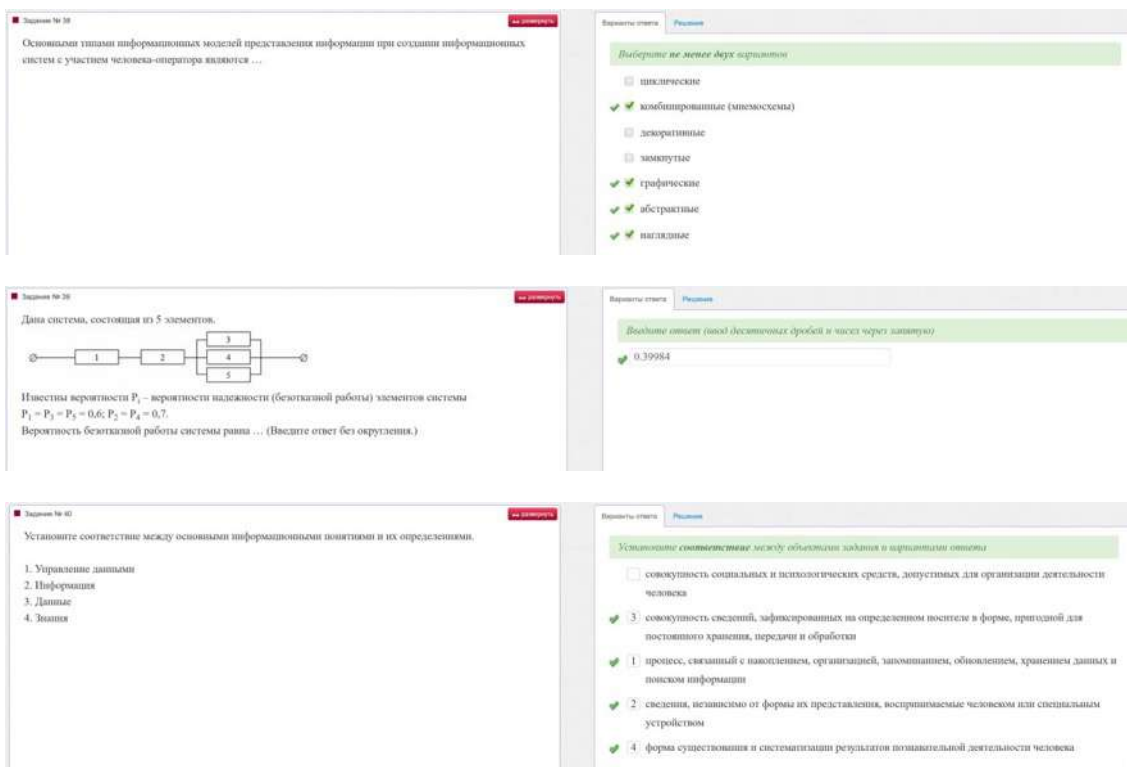 Задание № 38
развернуть
Основными типами информационных моделей представления информации при создании информационных
систем с участием человека-оператора являются …
Варианты ответа Решение
Выберите не менее двух вариантов
циклические
комбинированные (мнемосхемы)
декоративные
замкнутые
графические
абстрактные
наглядные
Задание № 39
развернуть
Дана система, состоящая из 5 элементов.
3
1 2 4
5
Известны вероятности Pᵢ – вероятности надежности (безотказной работы) элементов системы
P₁ = P₃ = P₅ = 0,6; P₂ = P₄ = 0,7.
Вероятность безотказной работы системы равна … (Введите ответ без округления.)
Варианты ответа Решение
Введите ответ (ввод десятичных дробей и чисел через запятую)
0.39984
Задание № 40
развернуть
Установите соответствие между основными информационными понятиями и их определениями.
1. Управление данными
2. Информация
3. Данные
4. Знания
Варианты ответа Решение
Установите соответствие между объектами задания и вариантами ответа
совокупность социальных и психологических средств, допустимых для организации деятельности
человека
3 совокупность сведений, зафиксированных на определенном носителе в форме, пригодной для
постоянного хранения, передачи и обработки
1 процесс, связанный с накоплением, организацией, запоминанием, обновлением, хранением данных и
поиском информации
2 сведения, независимо от формы их представления, воспринимаемые человеком или специальным
устройством
4 форма существования и систематизации результатов познавательной деятельности человека